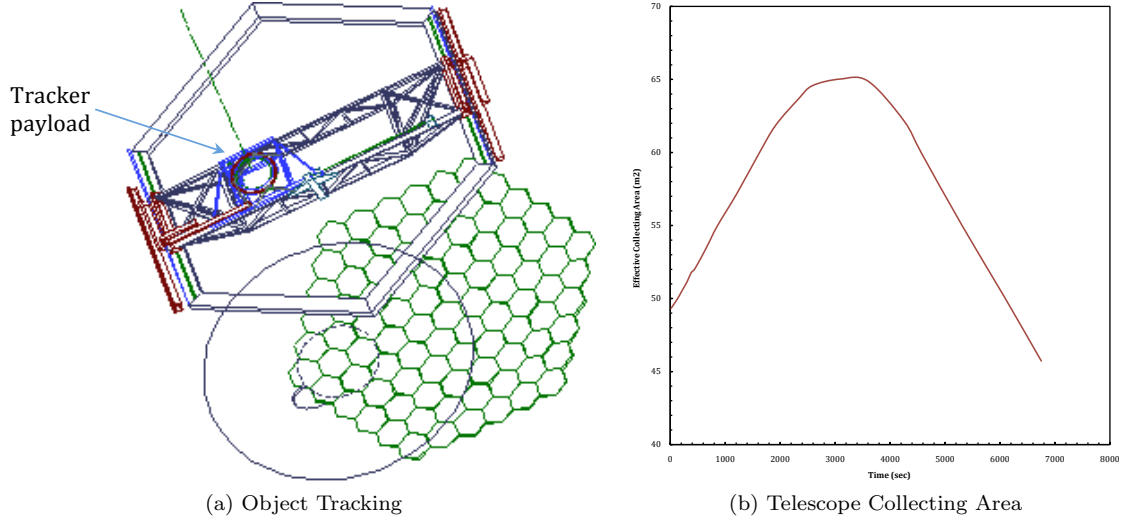 Tracker
payload
(a) Object Tracking
70
65
60
55
50
45
40
Effective Collecting Area (m2)
0 1000 2000 3000 4000 5000 6000 7000 8000
Time (sec)
(b) Telescope Collecting Area